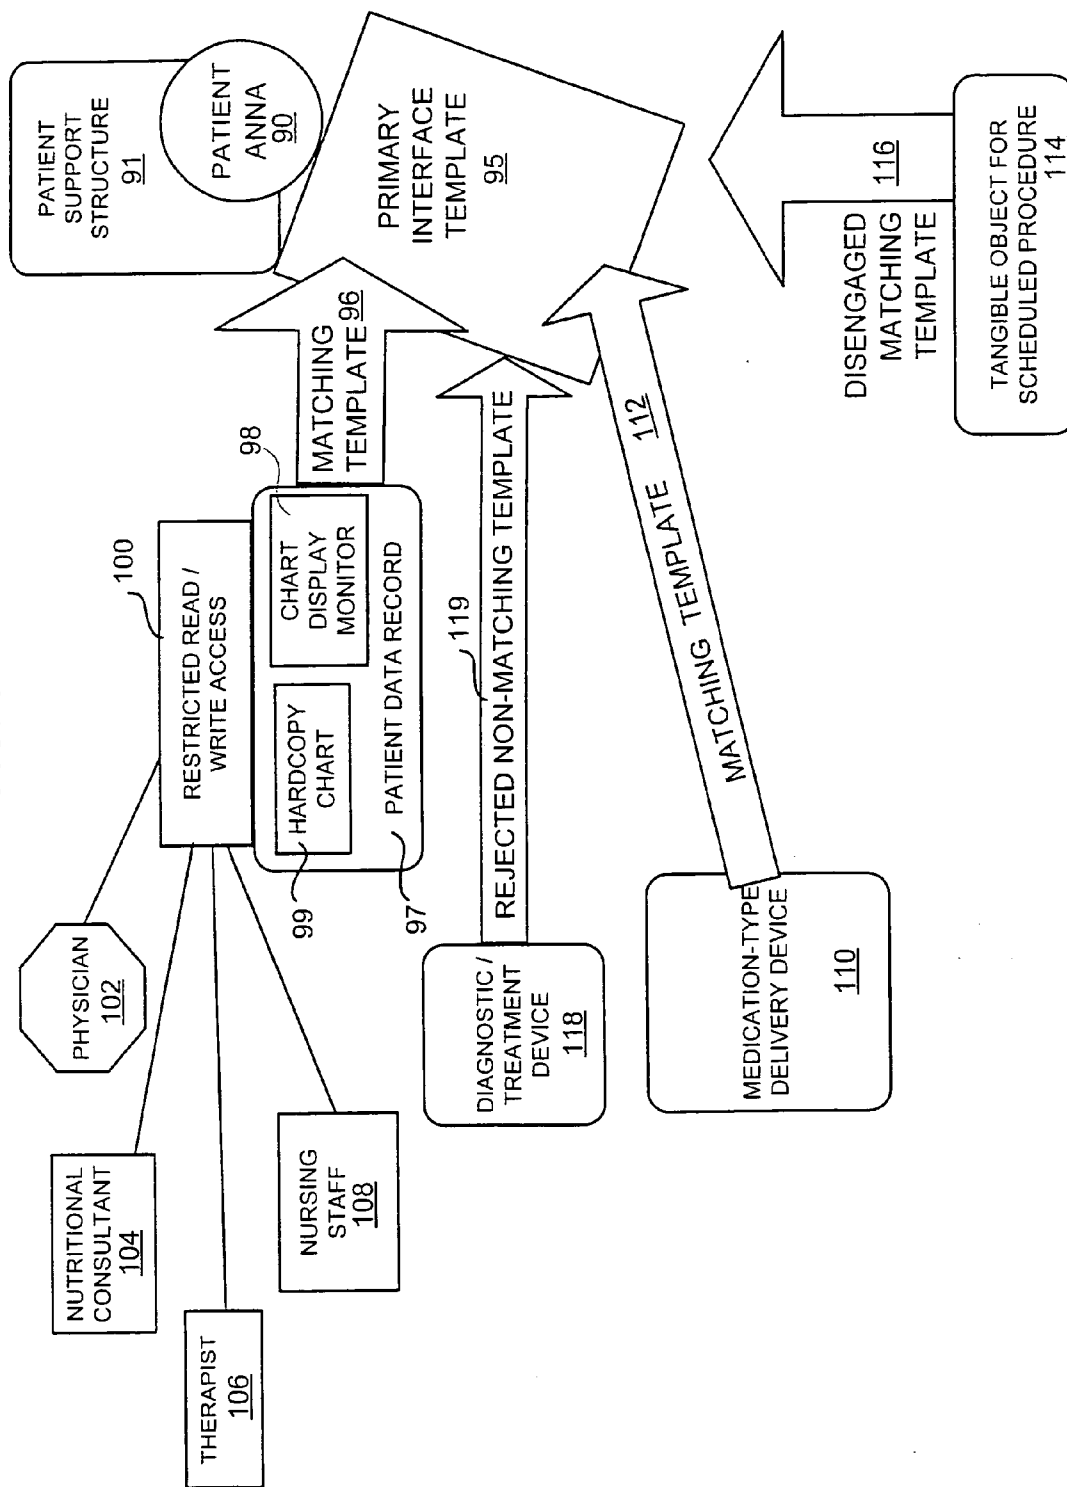 PHYSICIAN
102
NUTRITIONAL
CONSULTANT
104
THERAPIST
106
NURSING
STAFF
108
100
RESTRICTED READ /
WRITE ACCESS
99
HARDCOPY
CHART
98
CHART
DISPLAY
MONITOR
97
PATIENT DATA RECORD
MATCHING
TEMPLATE 96
PATIENT
SUPPORT
STRUCTURE
91
PATIENT
ANNA
90
PRIMARY
INTERFACE
TEMPLATE
95
DIAGNOSTIC /
TREATMENT
DEVICE
118
119
REJECTED NON-MATCHING TEMPLATE
MEDICATION-TYPE
DELIVERY DEVICE
110
MATCHING TEMPLATE 112
DISENGAGED
MATCHING
TEMPLATE
116
TANGIBLE OBJECT FOR
SCHEDULED PROCEDURE
114